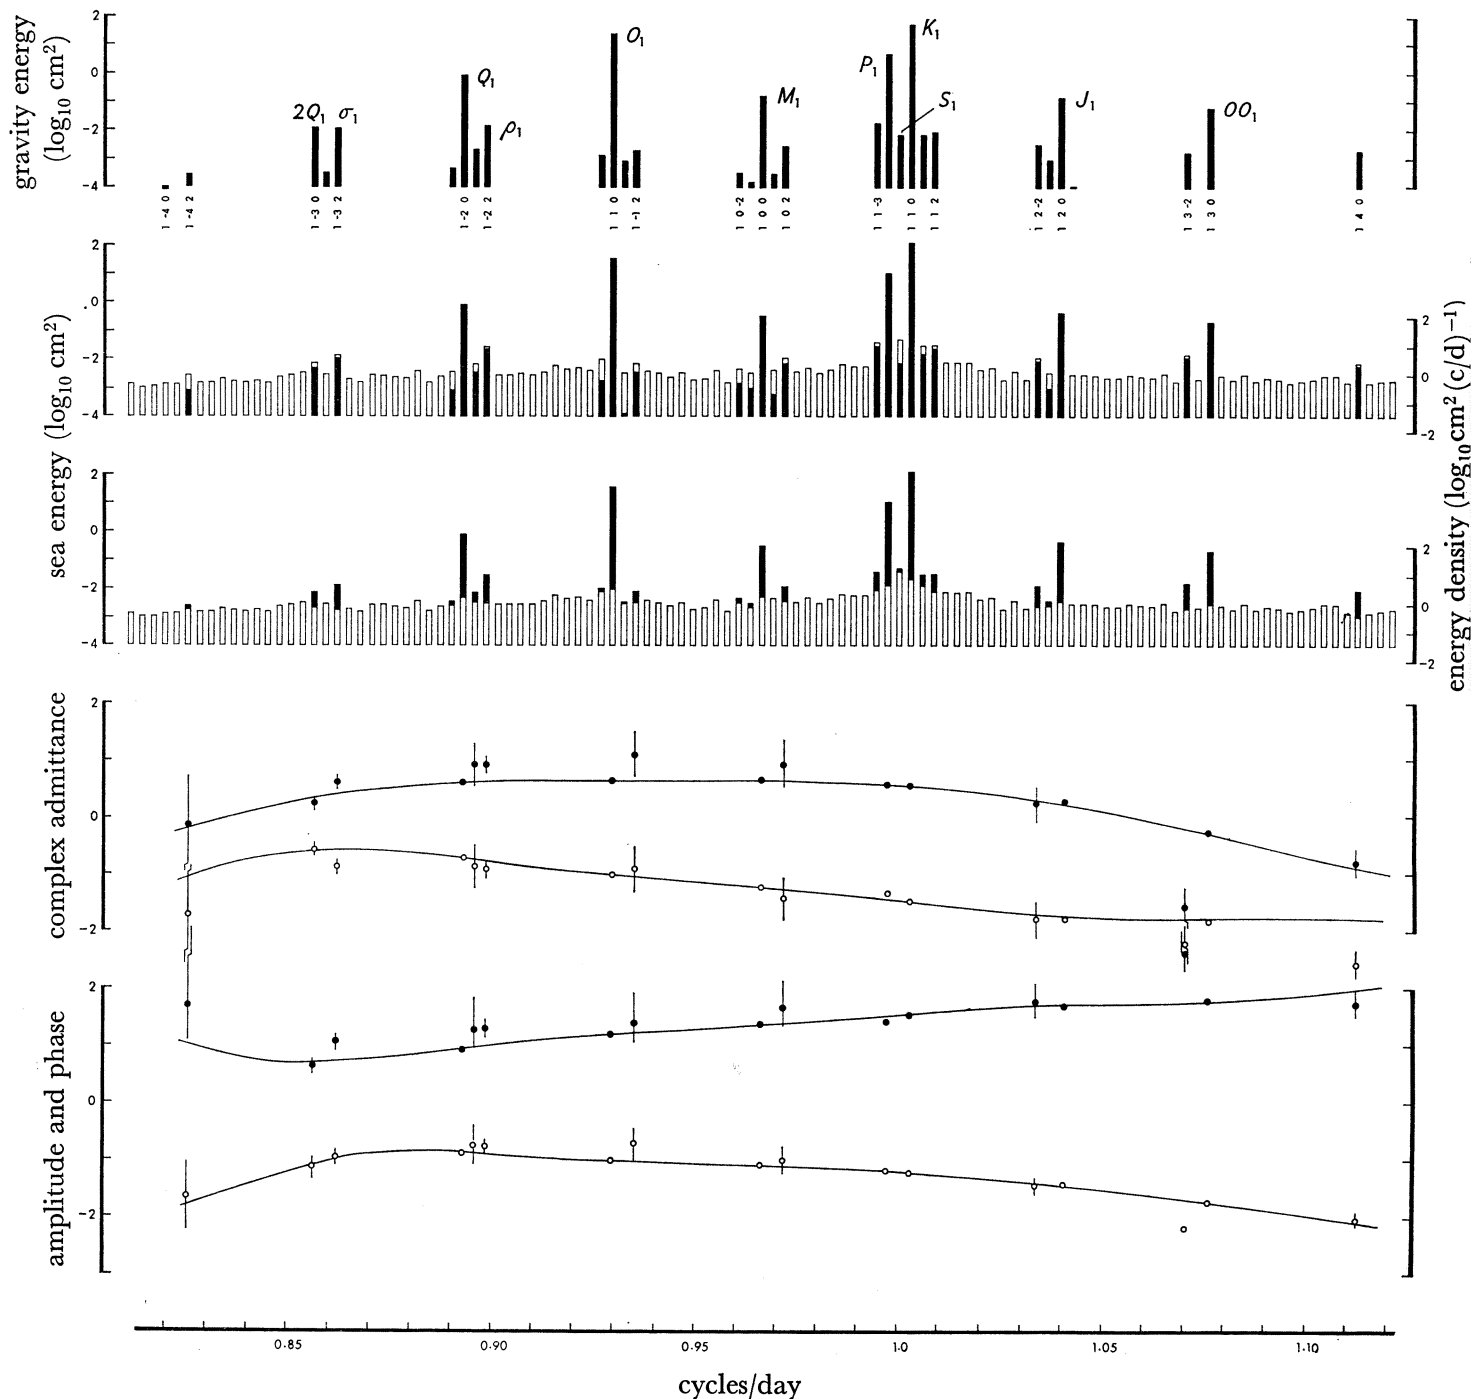 gravity energy
(log₁₀ cm²)
2
0
−2
−4
2Q₁
σ₁
Q₁
ρ₁
O₁
M₁
P₁
K₁
S₁
J₁
OO₁
1 -4 0
1 -4 2
1 -3 0
1 -3 2
1 -2 0
1 -2 2
1 1 0
1 -1 2
1 0 -2
1 0 0
1 0 2
1 1 -3
1 1 0
1 1 2
1 2 -2
1 2 0
1 3 -2
1 3 0
1 4 0
sea energy (log₁₀ cm²)
2
0
−2
−4
2
0
−2
energy density (log₁₀ cm² (c/d)⁻¹)
2
0
−2
−4
2
0
−2
complex admittance
2
0
−2
amplitude and phase
2
0
−2
0.85
0.90
0.95
1.0
1.05
1.10
cycles/day